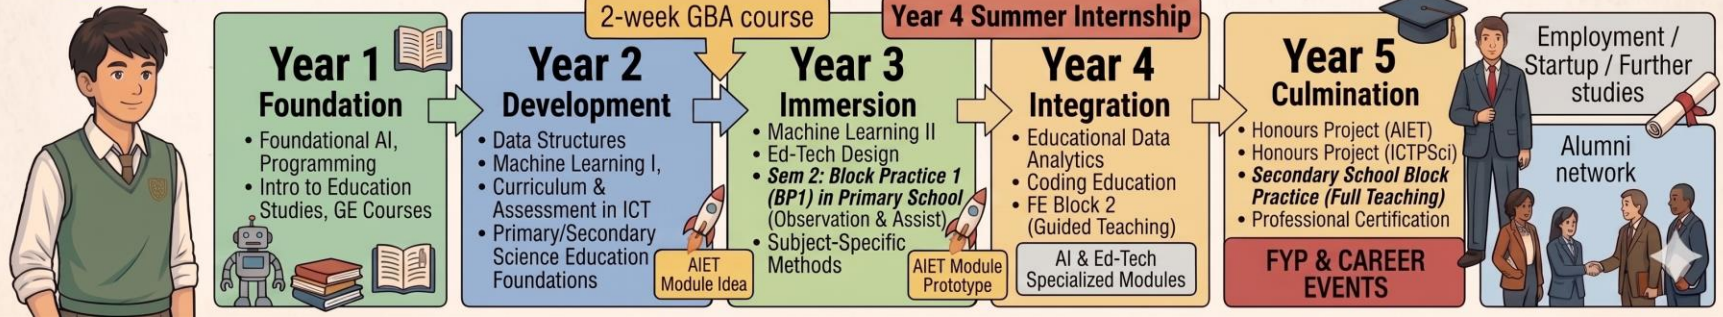 2-week GBA course
Year 4 Summer Internship
Year 1
Foundation
• Foundational AI,
Programming
• Intro to Education
Studies, GE Courses
Year 2
Development
• Data Structures
• Machine Learning I,
• Curriculum &
Assessment in ICT
• Primary/Secondary
Science Education
Foundations
AIET
Module Idea
Year 3
Immersion
• Machine Learning II
• Ed-Tech Design
• Sem 2: Block Practice 1
(BP1) in Primary School
(Observation & Assist)
• Subject-Specific
Methods
AIET Module
Prototype
Year 4
Integration
• Educational Data
Analytics
• Coding Education
• FE Block 2
(Guided Teaching)
AI & Ed-Tech
Specialized Modules
Year 5
Culmination
• Honours Project (AIET)
• Honours Project (ICTPSci)
• Secondary School Block
Practice (Full Teaching)
• Professional Certification
FYP & CAREER
EVENTS
Employment /
Startup / Further
studies
Alumni
network